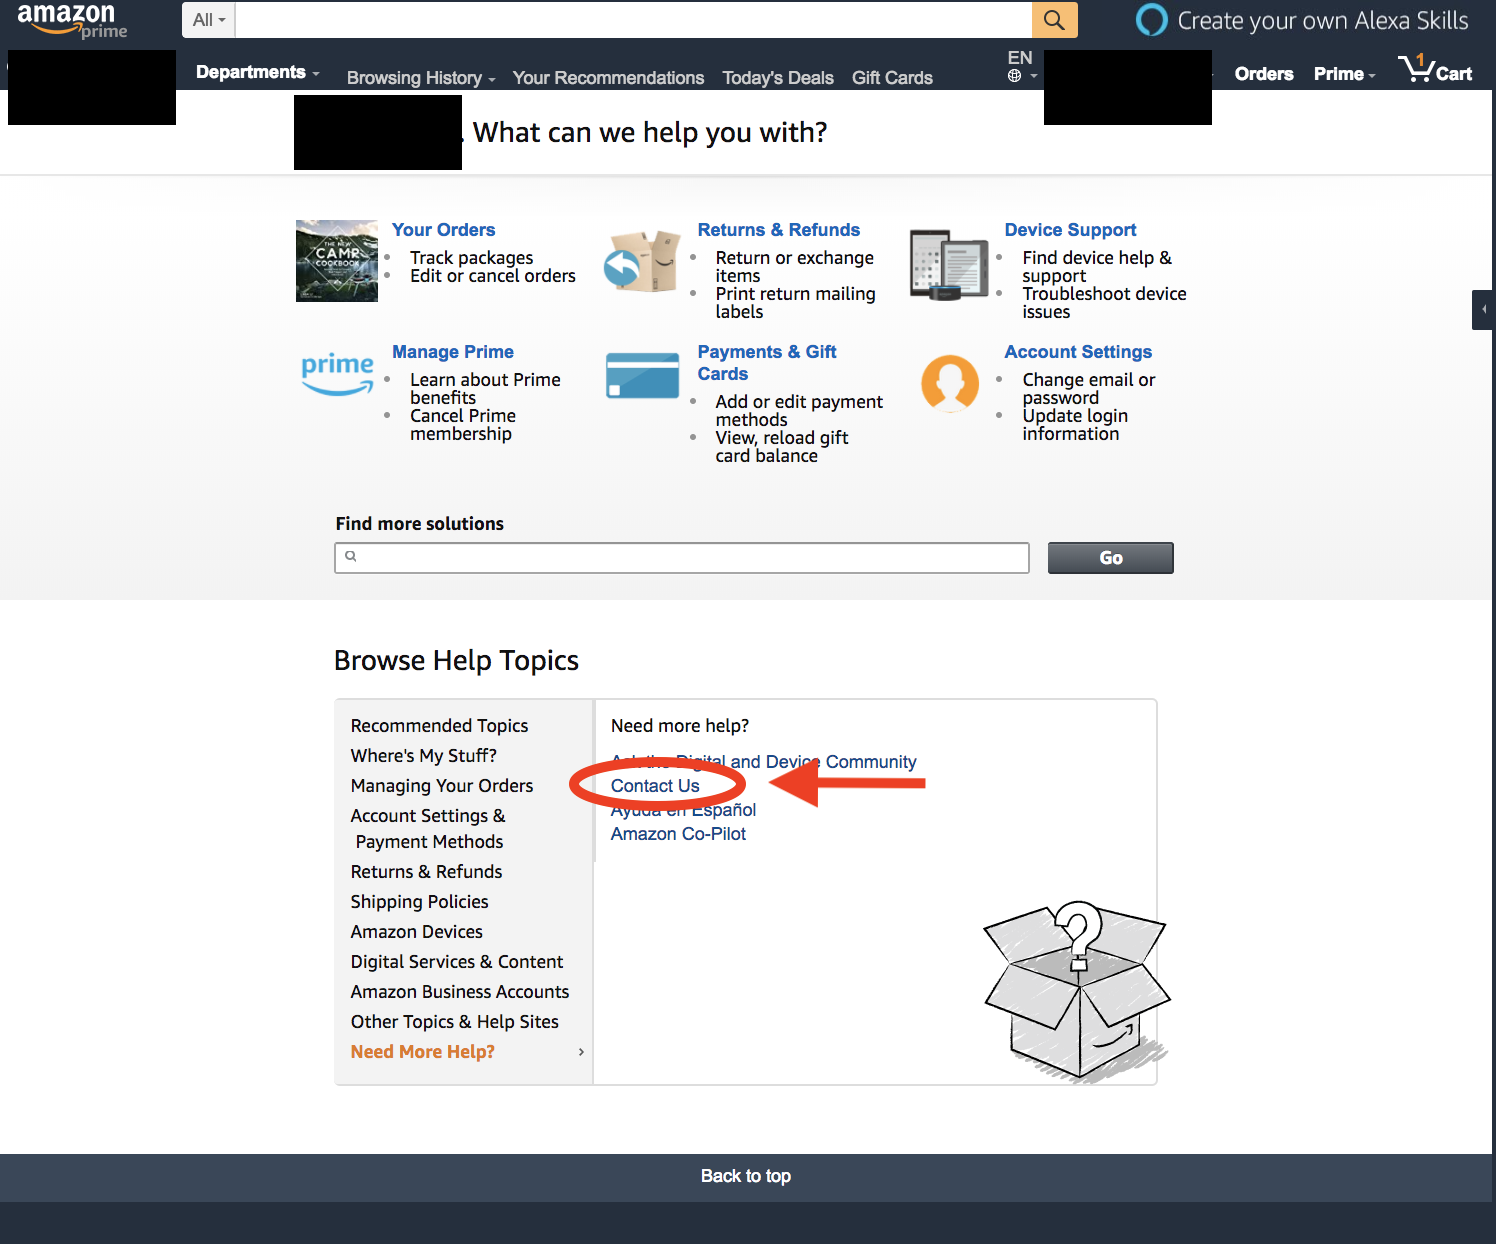 amazon
prime
All
Create your own Alexa Skills
Departments
Browsing History
Your Recommendations
Today's Deals
Gift Cards
EN
Orders
Prime
1
Cart
. What can we help you with?
THE NEW
CAMP
COOKBOOK
Your Orders
Track packages
Edit or cancel orders
Returns & Refunds
Return or exchange
items
Print return mailing
labels
Device Support
Find device help &
support
Troubleshoot device
issues
prime
Manage Prime
Learn about Prime
benefits
Cancel Prime
membership
Payments & Gift
Cards
Add or edit payment
methods
View, reload gift
card balance
Account Settings
Change email or
password
Update login
information
Find more solutions
Go
Browse Help Topics
Recommended Topics
Where's My Stuff?
Managing Your Orders
Account Settings &
Payment Methods
Returns & Refunds
Shipping Policies
Amazon Devices
Digital Services & Content
Amazon Business Accounts
Other Topics & Help Sites
Need More Help?
Need more help?
Ask the Digital and Device Community
Contact Us
Ayuda en Español
Amazon Co-Pilot
Back to top